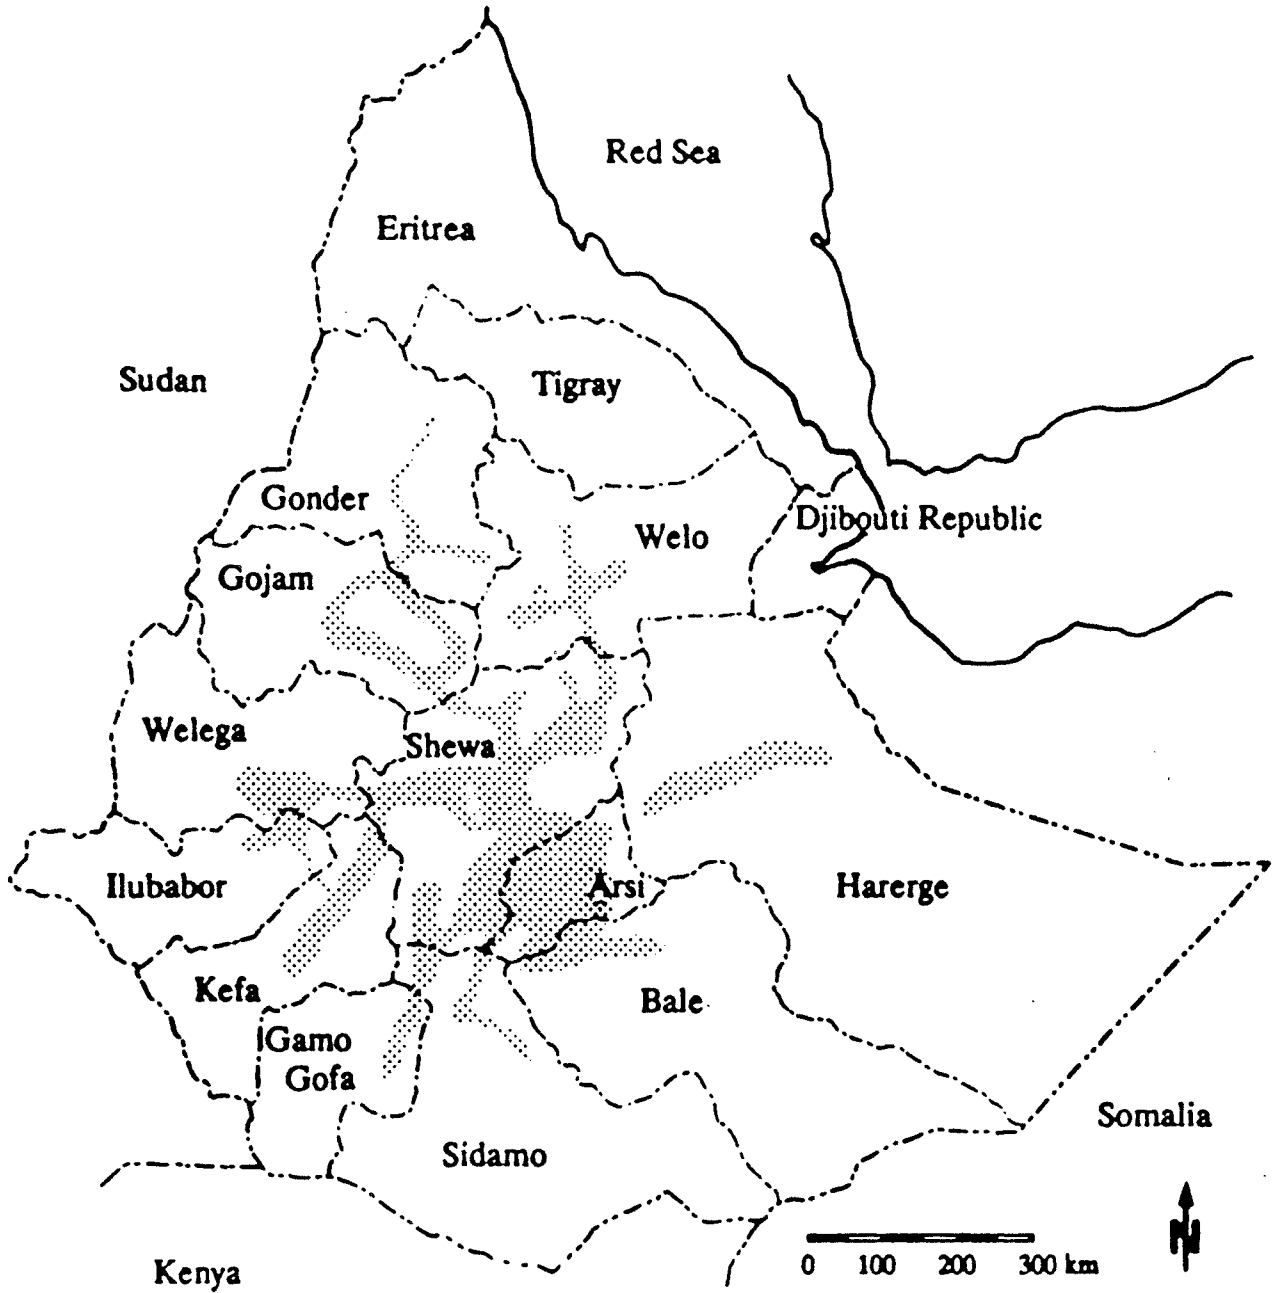 Red Sea
Eritrea
Sudan
Tigray
Gonder
Welo
Djibouti Republic
Gojam
Welega
Shewa
Ilubabor
Arsi
Harerge
Kefa
Bale
Gamo
Gofa
Somalia
Sidamo
Kenya
N
0 100 200 300 km